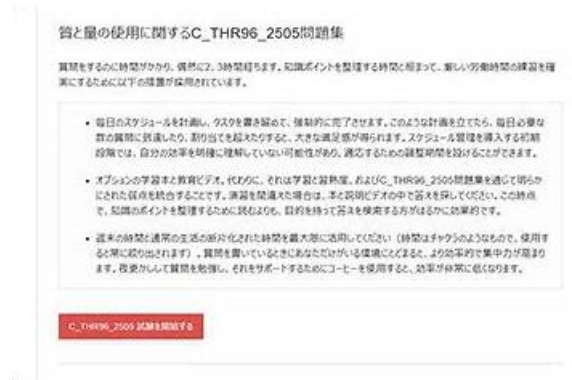 質と量の使用に関するC_THR96_2505問題集
質問をするのに時間がかかり、偶然に2、3時間経ちます。知識ポイントを整理する時間と相まって、厳しい労働時間の練習を確
実にするために以下の措置が採用されています。
毎日のスケジュールを計画し、タスクを書き留めて、強制的に完了させます。このような計画を立てたら、毎日必要な
数の質問に到達したり、割り当てを超えたりすると、大きな満足感が得られます。スケジュール管理を導入する初期
段階では、自分の効率を明確に理解していない可能性があり、適応するための調整期間を設けることができます。
オプションの学習本と教育ビデオ。代わりに、それは学習と習熟度、およびC_THR96_2505問題集を通じて明らか
にされた弱点を統合することです。演習を間違えた場合は、本と説明ビデオの中で答えを探してください。この時点
で、知識のポイントを整理するために読むよりも、目的を持って答えを検索する方がはるかに効果的です。
週末の時間と通常の生活の断片化された時間を最大限に活用してください（時間はチャクラのようなもので、使用す
ると常に絞り出されます）。質問を書いているときにあなただけがいる環境にとどまると、より効率的で集中力が高まり
ます。夜更かしして質問を勉強し、それをサポートするためにコーヒーを使用すると、効率が非常に低くなります。
C_THR96_2505 試験を開始する